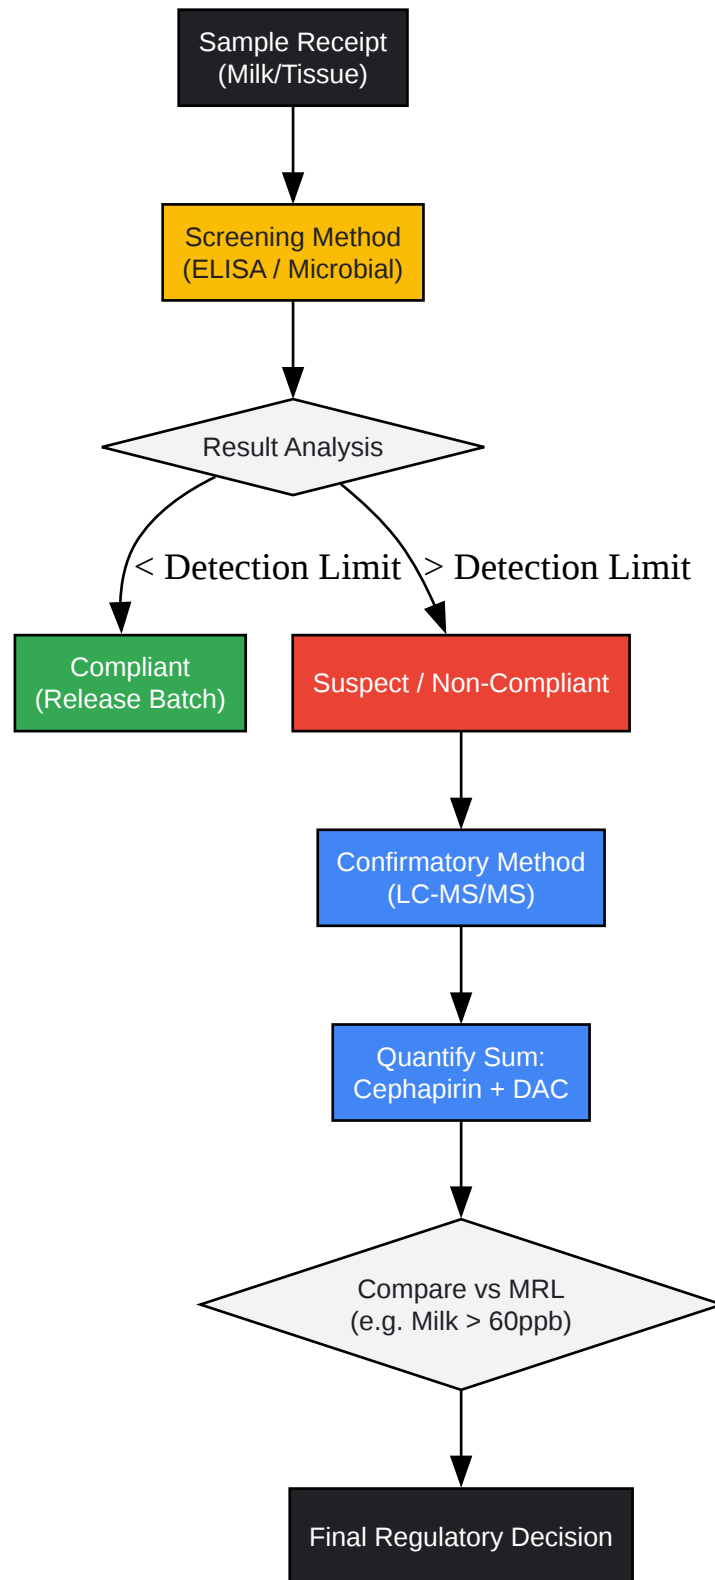 Sample Receipt
(Milk/Tissue)
Screening Method
(ELISA / Microbial)
Result Analysis
< Detection Limit
> Detection Limit
Compliant
(Release Batch)
Suspect / Non-Compliant
Confirmatory Method
(LC-MS/MS)
Quantify Sum:
Cephapirin + DAC
Compare vs MRL
(e.g. Milk > 60ppb)
Final Regulatory Decision